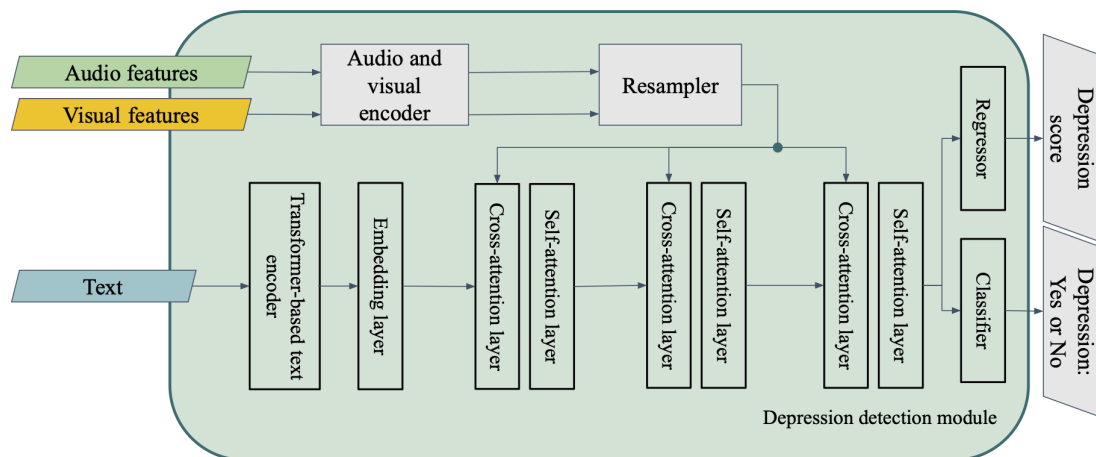 Audio features
Visual features
Audio and
visual
encoder
Resampler
Text
Transformer-based text
encoder
Embedding layer
Cross-attention layer
Self-attention layer
Cross-attention layer
Self-attention layer
Cross-attention layer
Self-attention layer
Regressor
Classifier
Depression
score
Depression:
Yes or No
Depression detection module